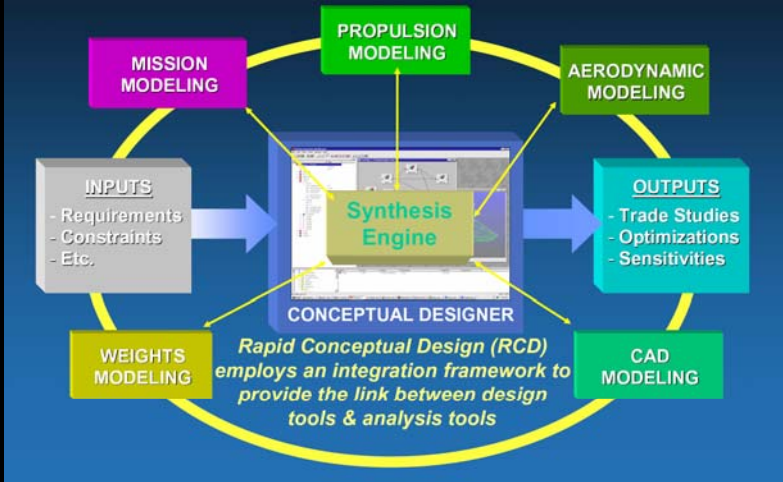 PROPULSION
MODELING
MISSION
MODELING
AERODYNAMIC
MODELING
INPUTS
- Requirements
- Constraints
- Etc.
Synthesis
Engine
OUTPUTS
- Trade Studies
- Optimizations
- Sensitivities
CONCEPTUAL DESIGNER
WEIGHTS
MODELING
Rapid Conceptual Design (RCD)
employs an integration framework to
provide the link between design
tools & analysis tools
CAD
MODELING